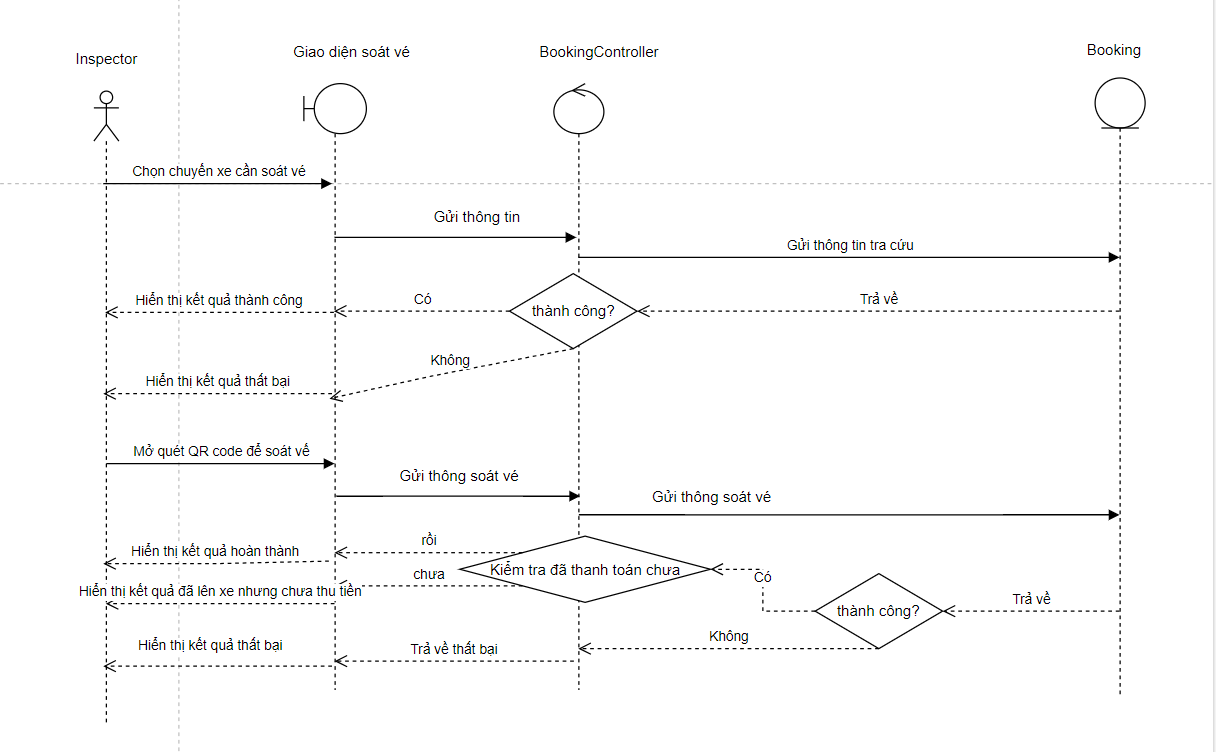 Inspector
Giao diện soát vé
BookingController
Booking
Chọn chuyến xe cần soát vé
Gửi thông tin
Gửi thông tin tra cứu
Hiển thị kết quả thành công
Có
thành công?
Trả về
Không
Hiển thị kết quả thất bại
Mở quét QR code để soát vế
Gửi thông soát vé
Gửi thông soát vé
rồi
Hiển thị kết quả hoàn thành
Kiểm tra đã thanh toán chưa
chưa
Có
Hiển thị kết quả đã lên xe nhưng chưa thu tiền
thành công?
Trả về
Không
Hiển thị kết quả thất bại
Trả về thất bại